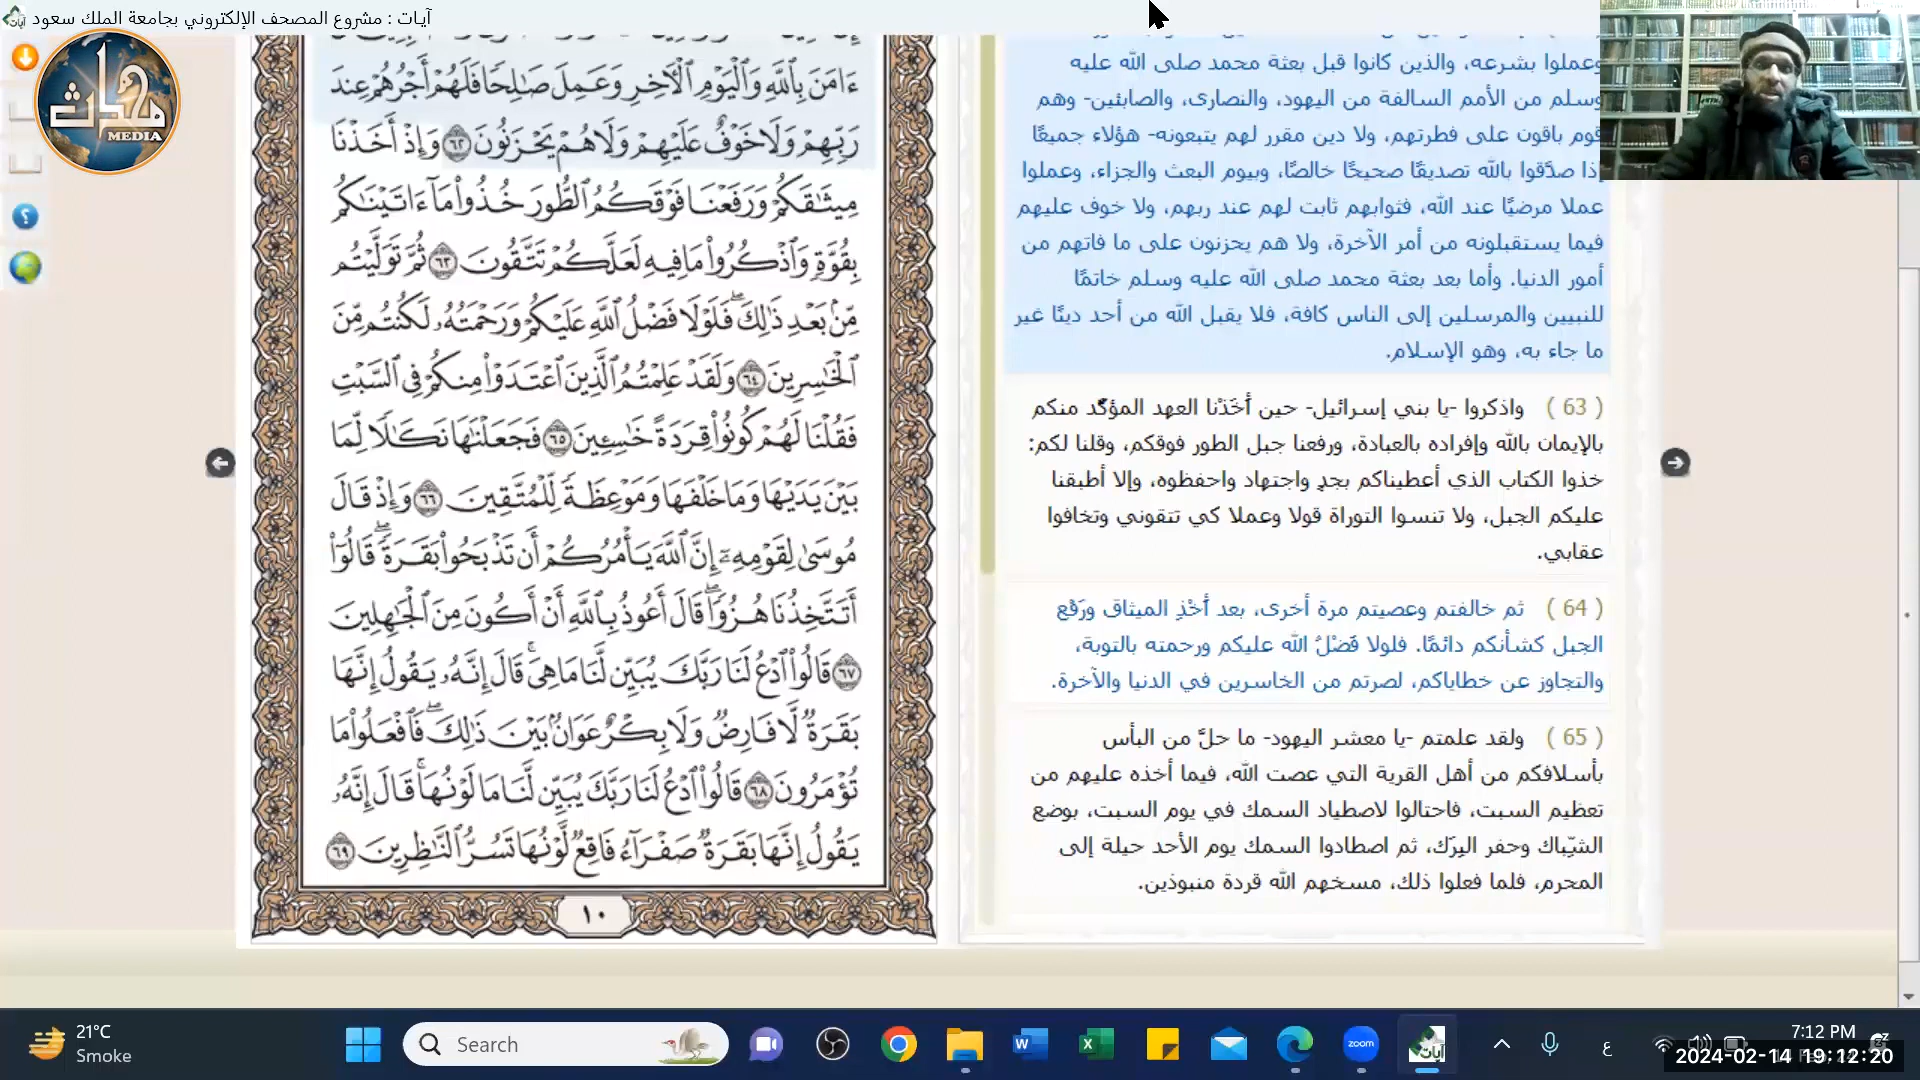 آيـات : مشروع المصحف الإلكتروني بجامعة الملك سعود
هدهد
MEDIA
ءَامَنَ بِٱللَّهِ وَٱلْيَوْمِ ٱلْأَخِرِ وَعَمِلَ صَـٰلِحًا فَلَهُمْ أَجْرُهُمْ عِندَ
رَبِّهِمْ وَلَا خَوْفٌ عَلَيْهِمْ وَلَا هُمْ يَحْزَنُونَ ٦٢ وَإِذْ أَخَذْنَا
مِيثَـٰقَكُمْ وَرَفَعْنَا فَوْقَكُمُ ٱلطُّورَ خُذُوا۟ مَآ ءَاتَيْنَـٰكُم
بِقُوَّةٍ وَٱذْكُرُوا۟ مَا فِيهِ لَعَلَّكُمْ تَتَّقُونَ ٦٣ ثُمَّ تَوَلَّيْتُم
مِّنۢ بَعْدِ ذَٰلِكَ ۖ فَلَوْلَا فَضْلُ ٱللَّهِ عَلَيْكُمْ وَرَحْمَتُهُۥ لَكُنتُم مِّنَ
ٱلْخَـٰسِرِينَ ٦٤ وَلَقَدْ عَلِمْتُمُ ٱلَّذِينَ ٱعْتَدَوْا۟ مِنكُمْ فِى ٱلسَّبْتِ
فَقُلْنَا لَهُمْ كُونُوا۟ قِرَدَةً خَـٰسِـِٔينَ ٦٥ فَجَعَلْنَـٰهَا نَكَـٰلًا لِّمَا
بَيْنَ يَدَيْهَا وَمَا خَلْفَهَا وَمَوْعِظَةً لِّلْمُتَّقِينَ ٦٦ وَإِذْ قَالَ
مُوسَىٰ لِقَوْمِهِۦٓ إِنَّ ٱللَّهَ يَأْمُرُكُمْ أَن تَذْبَحُوا۟ بَقَرَةً ۖ قَالُوٓا۟
أَتَتَّخِذُنَا هُزُوًا ۖ قَالَ أَعُوذُ بِٱللَّهِ أَنْ أَكُونَ مِنَ ٱلْجَـٰهِلِينَ
٦٧ قَالُوا۟ ٱدْعُ لَنَا رَبَّكَ يُبَيِّن لَّنَا مَا هِىَ ۚ قَالَ إِنَّهُۥ يَقُولُ إِنَّهَا
بَقَرَةٌ لَّا فَارِضٌ وَلَا بِكْرٌ عَوَانٌۢ بَيْنَ ذَٰلِكَ ۖ فَٱفْعَلُوا۟ مَا
تُؤْمَرُونَ ٦٨ قَالُوا۟ ٱدْعُ لَنَا رَبَّكَ يُبَيِّن لَّنَا مَا لَوْنُهَا ۚ قَالَ إِنَّهُۥ
يَقُولُ إِنَّهَا بَقَرَةٌ صَفْرَآءُ فَاقِعٌ لَّوْنُهَا تَسُرُّ ٱلنَّـٰظِرِينَ ٦٩
١٠
وعملوا بشرعه، والذين كانوا قبل بعثة محمد صلى الله عليه
وسلم من الأمم السالفة من اليهود، والنصارى، والصابئين- وهم
قوم باقون على فطرتهم، ولا دين مقرر لهم يتبعونه- هؤلاء جميعًا
إذا صدَّقوا بالله تصديقًا صحيحًا خالصًا، وبيوم البعث والجزاء، وعملوا
عملا مرضيًا عند الله، فثوابهم ثابت لهم عند ربهم، ولا خوف عليهم
فيما يستقبلونه من أمر الآخرة، ولا هم يحزنون على ما فاتهم من
أمور الدنيا. وأما بعد بعثة محمد صلى الله عليه وسلم خاتمًا
للنبيين والمرسلين إلى الناس كافة، فلا يقبل الله من أحد دينًا غير
ما جاء به، وهو الإسلام.
( 63 ) واذكروا -يا بني إسرائيل- حين أخَذْنا العهد المؤكَّد منكم
بالإيمان بالله وإفراده بالعبادة، ورفعنا جبل الطور فوقكم، وقلنا لكم:
خذوا الكتاب الذي أعطيناكم بجدٍ واجتهاد واحفظوه، وإلا أطبقنا
عليكم الجبل، ولا تنسوا التوراة قولا وعملا كي تتقوني وتخافوا
عقابي.
( 64 ) ثم خالفتم وعصيتم مرة أخرى، بعد أَخْذِ الميثاق ورَفْع
الجبل كشأنكم دائمًا. فلولا فَضْلُ الله عليكم ورحمته بالتوبة،
والتجاوز عن خطاياكم، لصرتم من الخاسرين في الدنيا والآخرة.
( 65 ) ولقد علمتم -يا معشر اليهود- ما حلَّ من البأس
بأسلافكم من أهل القرية التي عصت الله، فيما أخذه عليهم من
تعظيم السبت، فاحتالوا لاصطياد السمك في يوم السبت، بوضع
الشِّباك وحفر البِرَك، ثم اصطادوا السمك يوم الأحد حيلة إلى
المحرم، فلما فعلوا ذلك، مسخهم الله قردة منبوذين.
21°C
Smoke
Search
zoom
آيات
ع
7:12 PM
2024-02-14 19:12:20